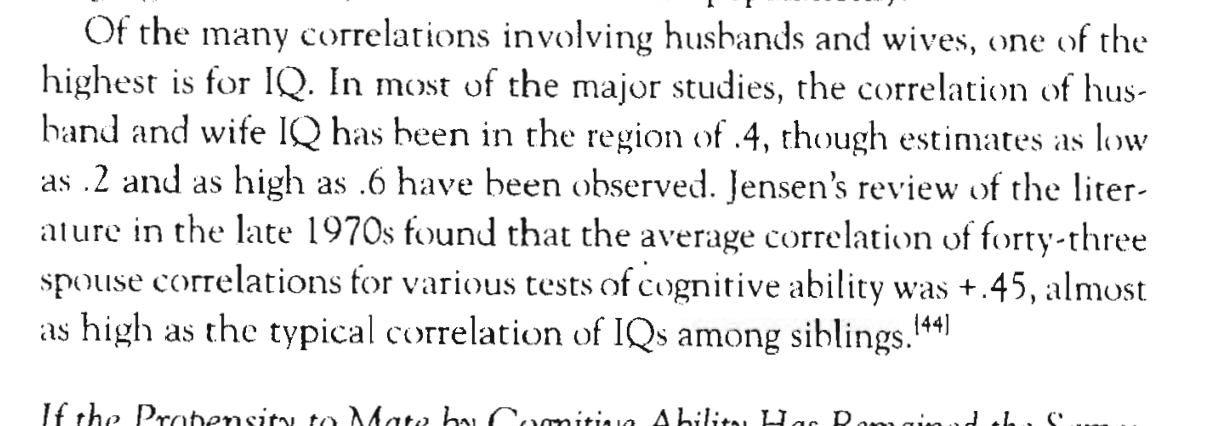 Of the many correlations involving husbands and wives, one of the
highest is for IQ. In most of the major studies, the correlation of hus-
band and wife IQ has been in the region of .4, though estimates as low
as .2 and as high as .6 have been observed. Jensen's review of the liter-
ature in the late 1970s found that the average correlation of forty-three
spouse correlations for various tests of cognitive ability was +.45, almost
as high as the typical correlation of IQs among siblings.[44]
If the Propensity to Mate by Cognitive Ability Has Remained the